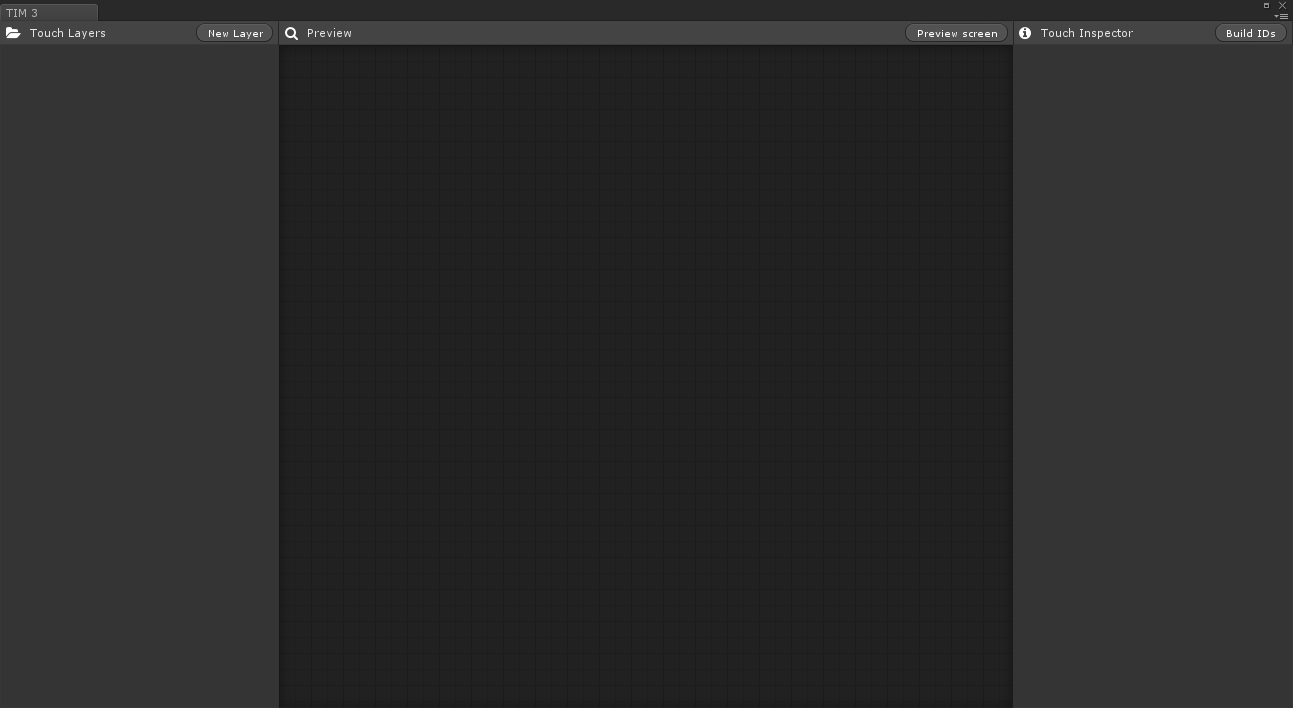 TIM 3
Touch Layers
New Layer
Preview
Preview screen
Touch Inspector
Build IDs